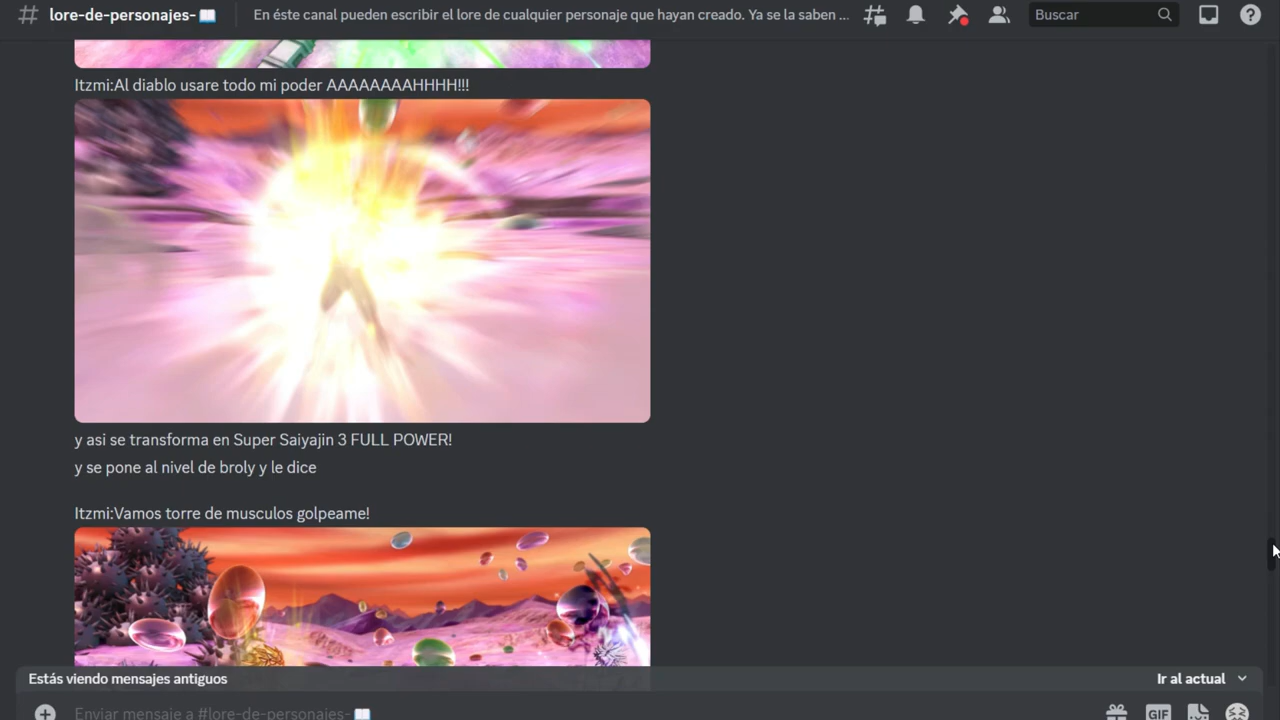 lore-de-personajes-📖
En éste canal pueden escribir el lore de cualquier personaje que hayan creado. Ya se la saben ...
Buscar
Itzmi:Al diablo usare todo mi poder AAAAAAAAHHHH!!!
y asi se transforma en Super Saiyajin 3 FULL POWER!
y se pone al nivel de broly y le dice
Itzmi:Vamos torre de musculos golpeame!
Estás viendo mensajes antiguos
Ir al actual
Enviar mensaje a #lore-de-personajes-📖
GIF